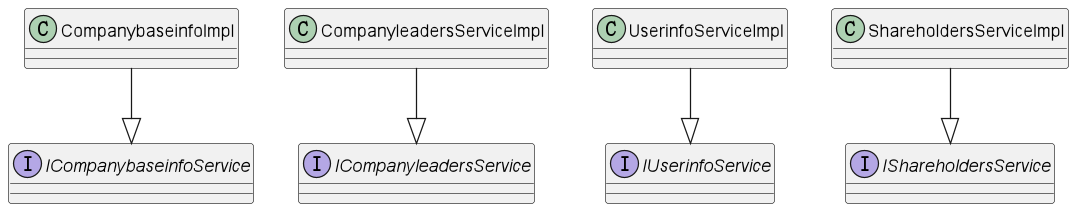 C CompanybaseinfoImpl
C CompanyleadersServiceImpl
C UserinfoServiceImpl
C ShareholdersServiceImpl
I ICompanybaseinfoService
I ICompanyleadersService
I IUserinfoService
I IShareholdersService